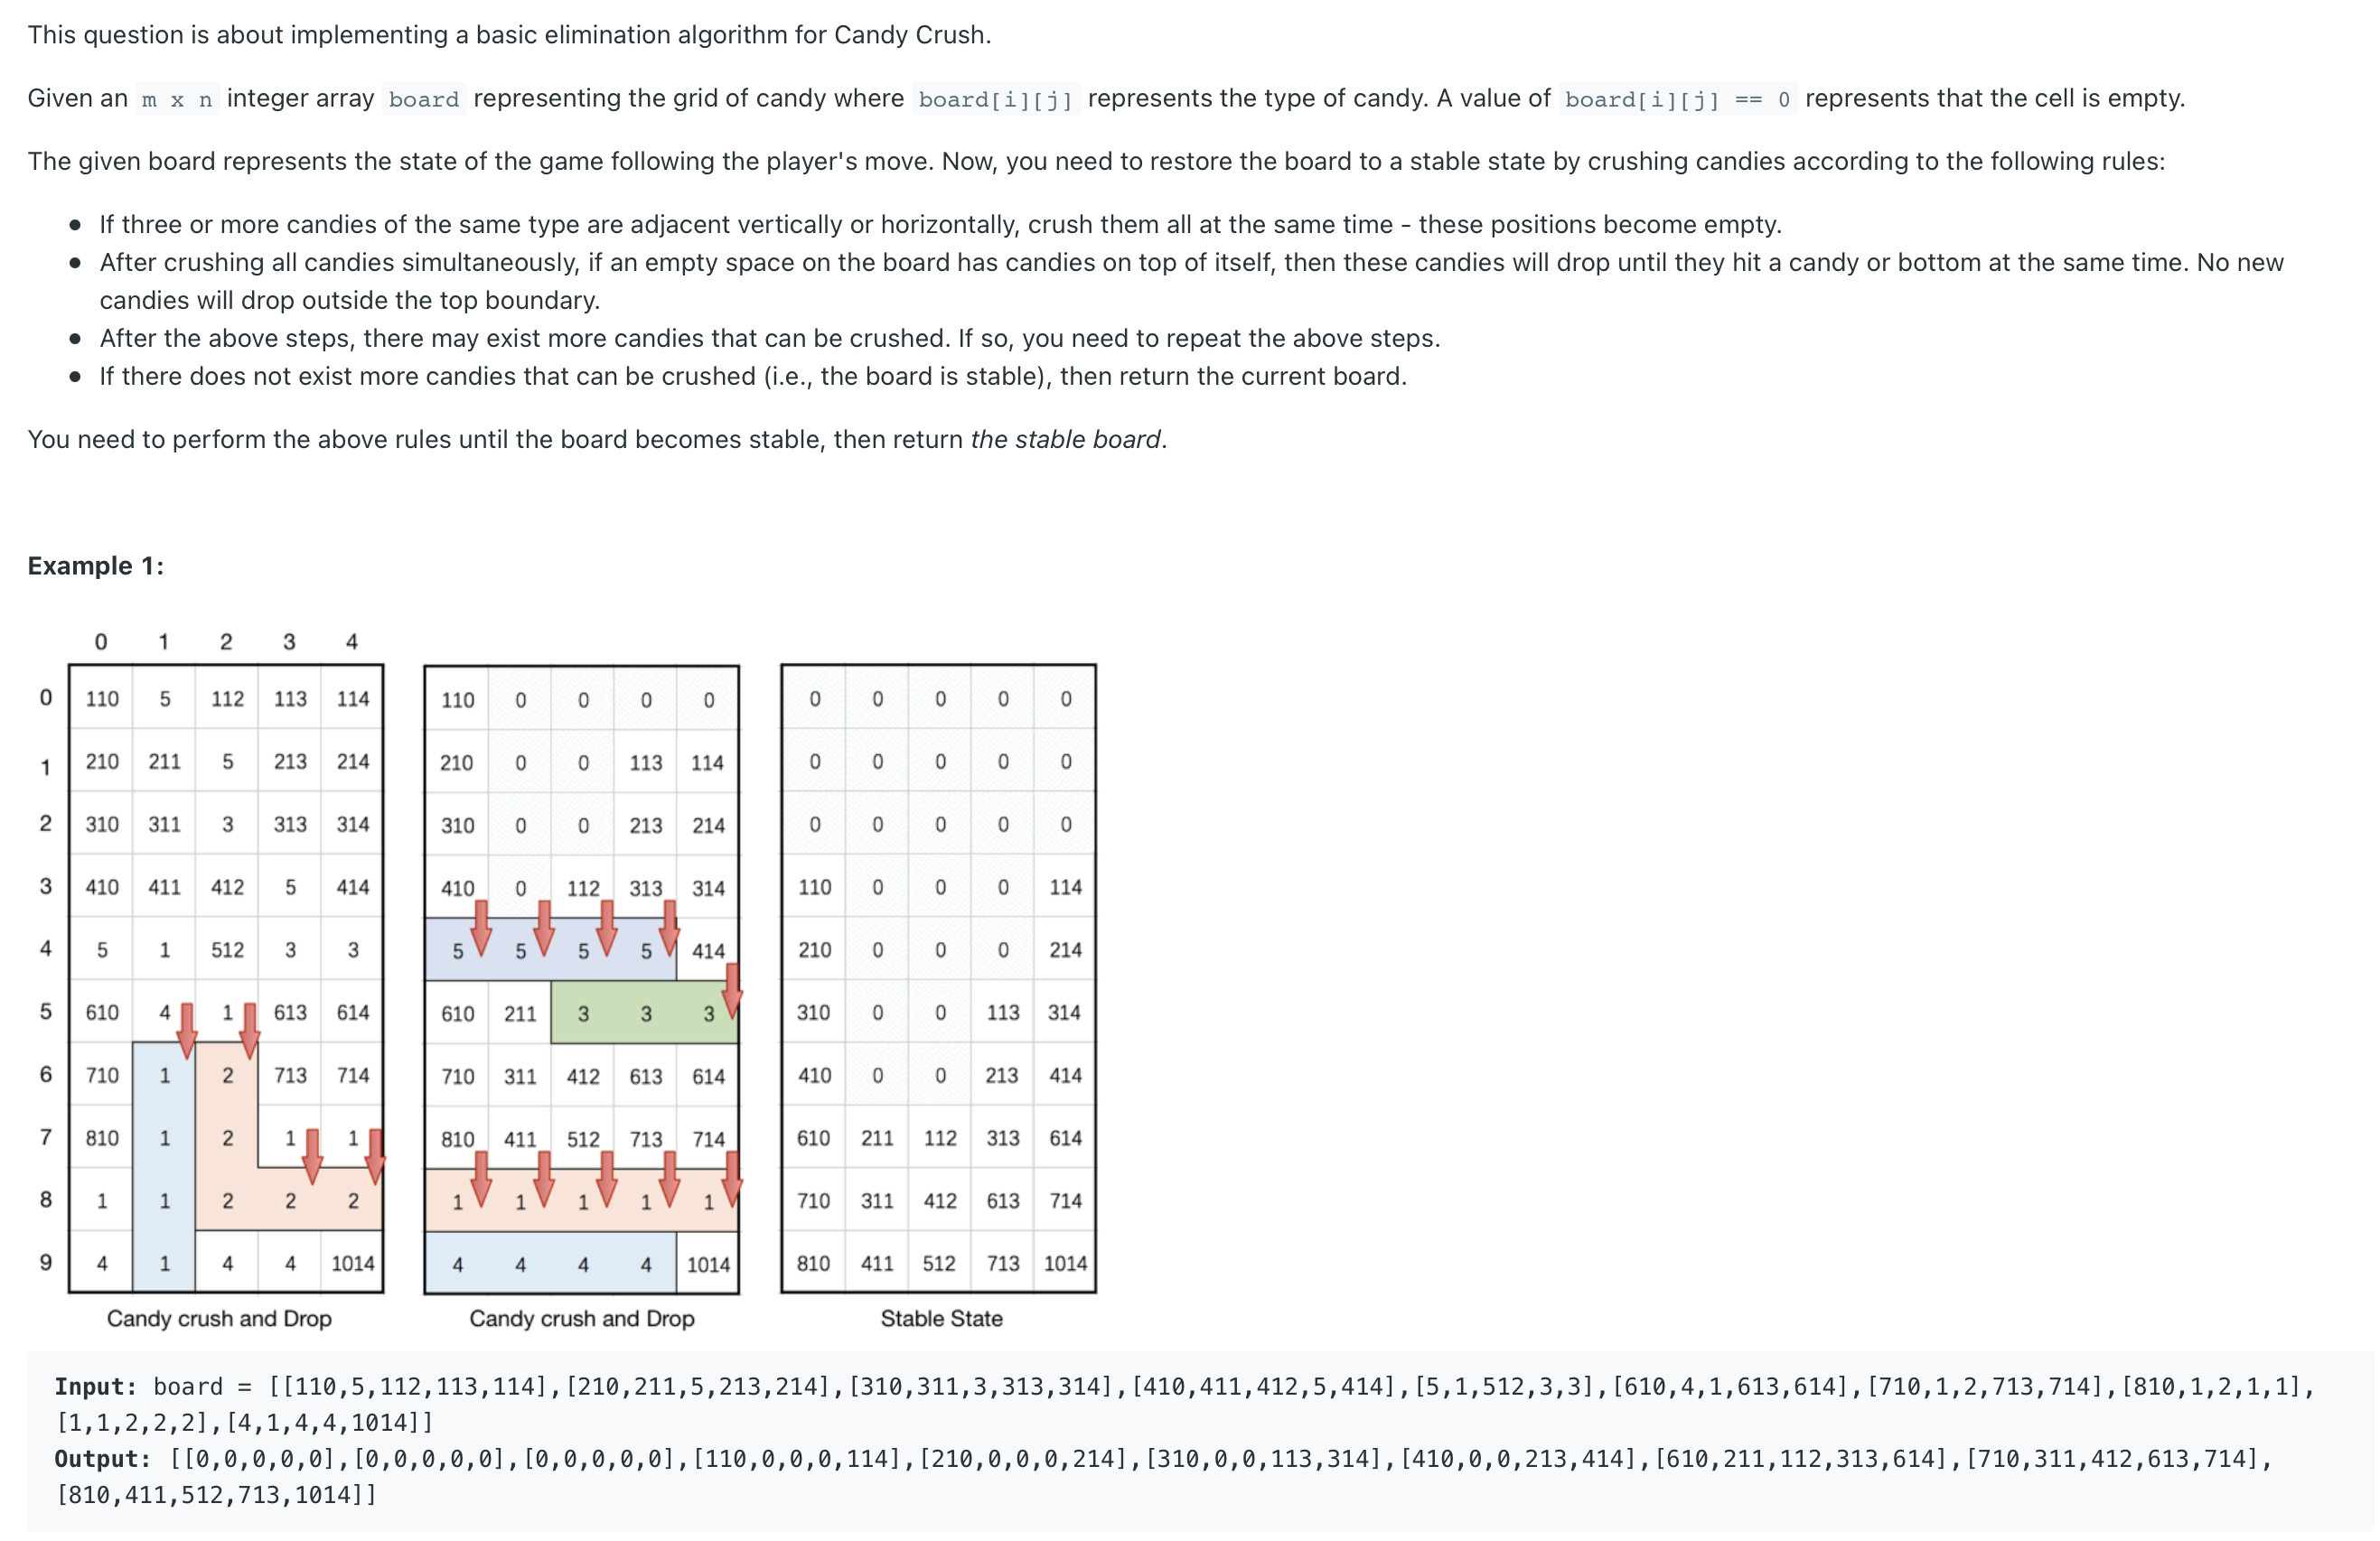 This question is about implementing a basic elimination algorithm for Candy Crush.
Given an m x n integer array board representing the grid of candy where board[i][j] represents the type of candy. A value of board[i][j] == 0 represents that the cell is empty.
The given board represents the state of the game following the player's move. Now, you need to restore the board to a stable state by crushing candies according to the following rules:
• If three or more candies of the same type are adjacent vertically or horizontally, crush them all at the same time - these positions become empty.
• After crushing all candies simultaneously, if an empty space on the board has candies on top of itself, then these candies will drop until they hit a candy or bottom at the same time. No new
candies will drop outside the top boundary.
• After the above steps, there may exist more candies that can be crushed. If so, you need to repeat the above steps.
• If there does not exist more candies that can be crushed (i.e., the board is stable), then return the current board.
You need to perform the above rules until the board becomes stable, then return the stable board.
Example 1:
0 1 2 3 4
0 110 5 112 113 114 110 0 0 0 0 0 0 0 0 0
1 210 211 5 213 214 210 0 0 113 114 0 0 0 0 0
2 310 311 3 313 314 310 0 0 213 214 0 0 0 0 0
3 410 411 412 5 414 410 0 112 313 314 110 0 0 0 114
4 5 1 512 3 3 5 5 5 5 414 210 0 0 0 214
5 610 4 1 613 614 610 211 3 3 3 310 0 0 113 314
6 710 1 2 713 714 710 311 412 613 614 410 0 0 213 414
7 810 1 2 1 1 810 411 512 713 714 610 211 112 313 614
8 1 1 2 2 2 1 1 1 1 1 710 311 412 613 714
9 4 1 4 4 1014 4 4 4 4 1014 810 411 512 713 1014
Candy crush and Drop Candy crush and Drop Stable State
Input: board = [[110,5,112,113,114],[210,211,5,213,214],[310,311,3,313,314],[410,411,412,5,414],[5,1,512,3,3],[610,4,1,613,614],[710,1,2,713,714],[810,1,2,1,1],
[1,1,2,2,2],[4,1,4,4,1014]]
Output: [[0,0,0,0,0],[0,0,0,0,0],[0,0,0,0,0],[110,0,0,0,114],[210,0,0,0,214],[310,0,0,113,314],[410,0,0,213,414],[610,211,112,313,614],[710,311,412,613,714],
[810,411,512,713,1014]]